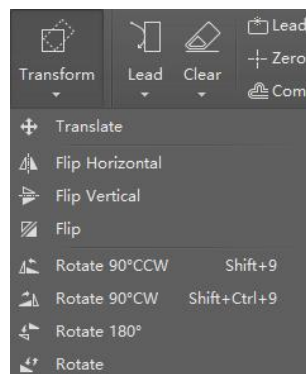 Lead
Zero
Transform Lead Clear
Com
Translate
Flip Horizontal
Flip Vertical
Flip
Rotate 90°CCW Shift+9
Rotate 90°CW Shift+Ctrl+9
Rotate 180°
Rotate